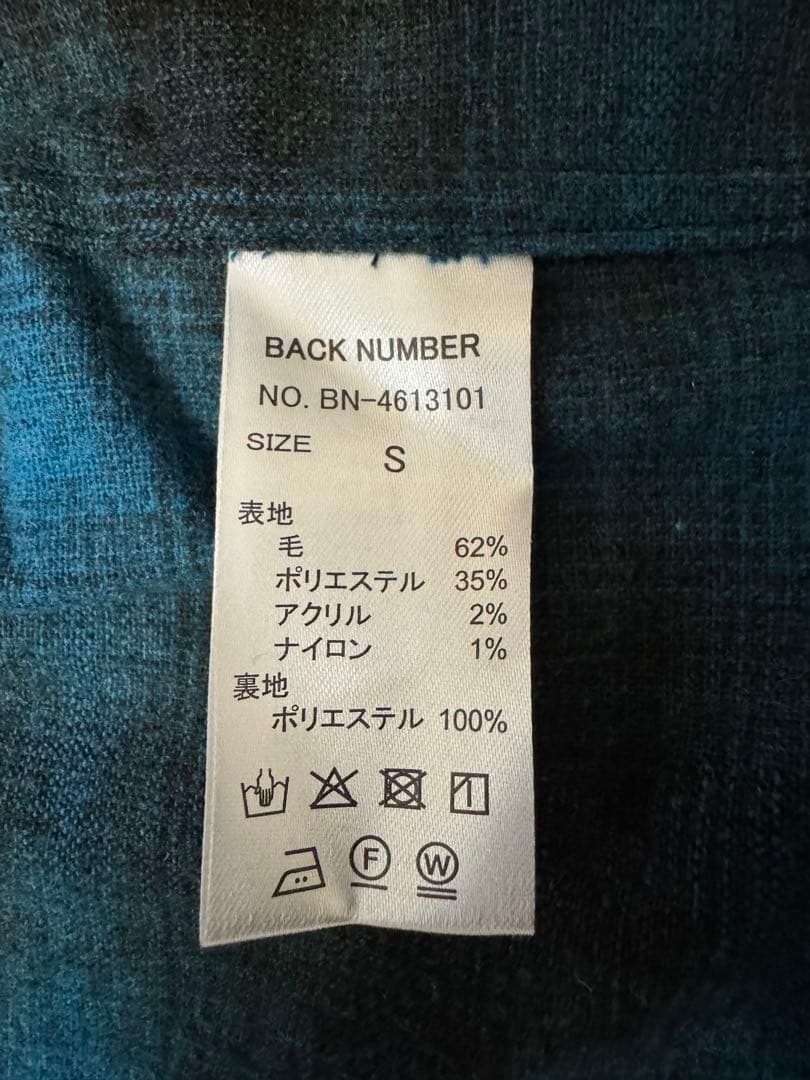 BACK NUMBER
NO. BN-4613101
SIZE S
表地
毛 62%
ポリエステル 35%
アクリル 2%
ナイロン 1%
裏地
ポリエステル 100%
F W